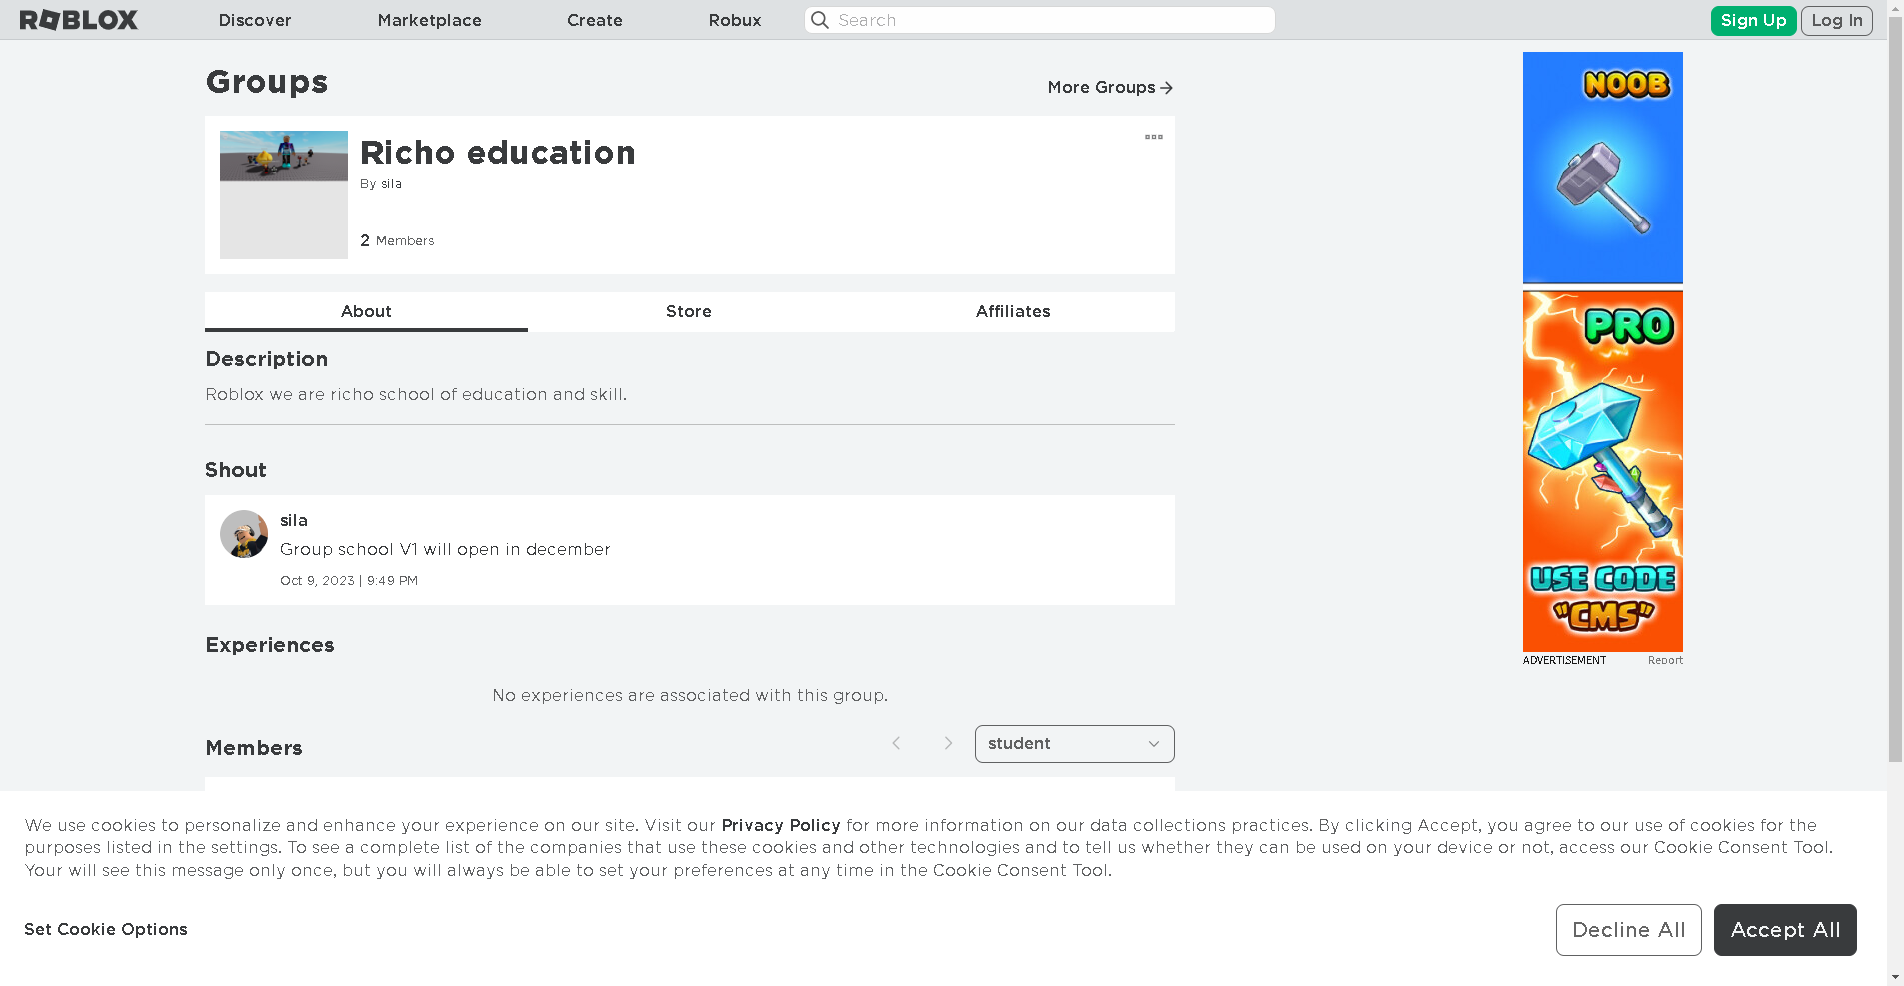 ROBLOX
Discover
Marketplace
Create
Robux
Search
Sign Up
Log In
Groups
More Groups
Richo education
By sila
2 Members
About
Store
Affiliates
Description
Roblox we are richo school of education and skill.
Shout
sila
Group school V1 will open in december
Oct 9, 2023 | 9:49 PM
Experiences
No experiences are associated with this group.
Members
student
NOOB
PRO
USE CODE
"CMS"
ADVERTISEMENT
Report
We use cookies to personalize and enhance your experience on our site. Visit our Privacy Policy for more information on our data collections practices. By clicking Accept, you agree to our use of cookies for the
purposes listed in the settings. To see a complete list of the companies that use these cookies and other technologies and to tell us whether they can be used on your device or not, access our Cookie Consent Tool.
Your will see this message only once, but you will always be able to set your preferences at any time in the Cookie Consent Tool.
Set Cookie Options
Decline All
Accept All